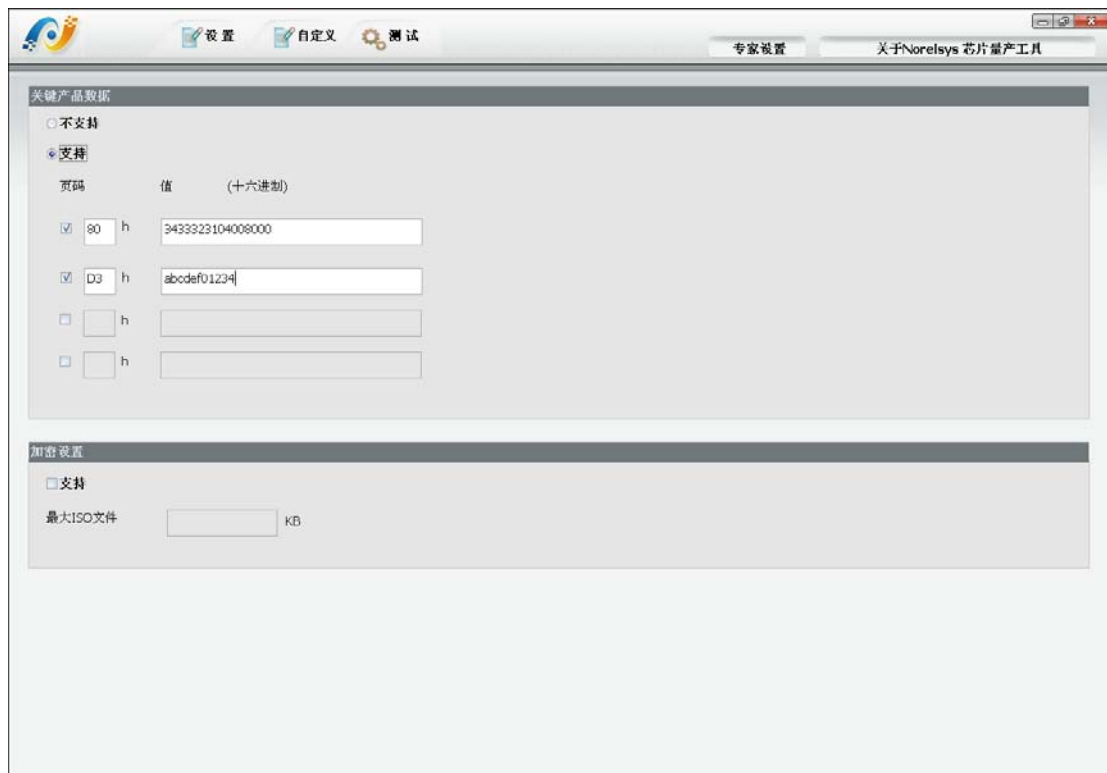 设置 自定义 测试
专家设置 关于Norelsys 芯片量产工具
关键产品数据
不支持
支持
页码 值 (十六进制)
80 h 3433323104008000
D3 h abcdef01234
h
h
加密设置
支持
最大ISO文件 KB